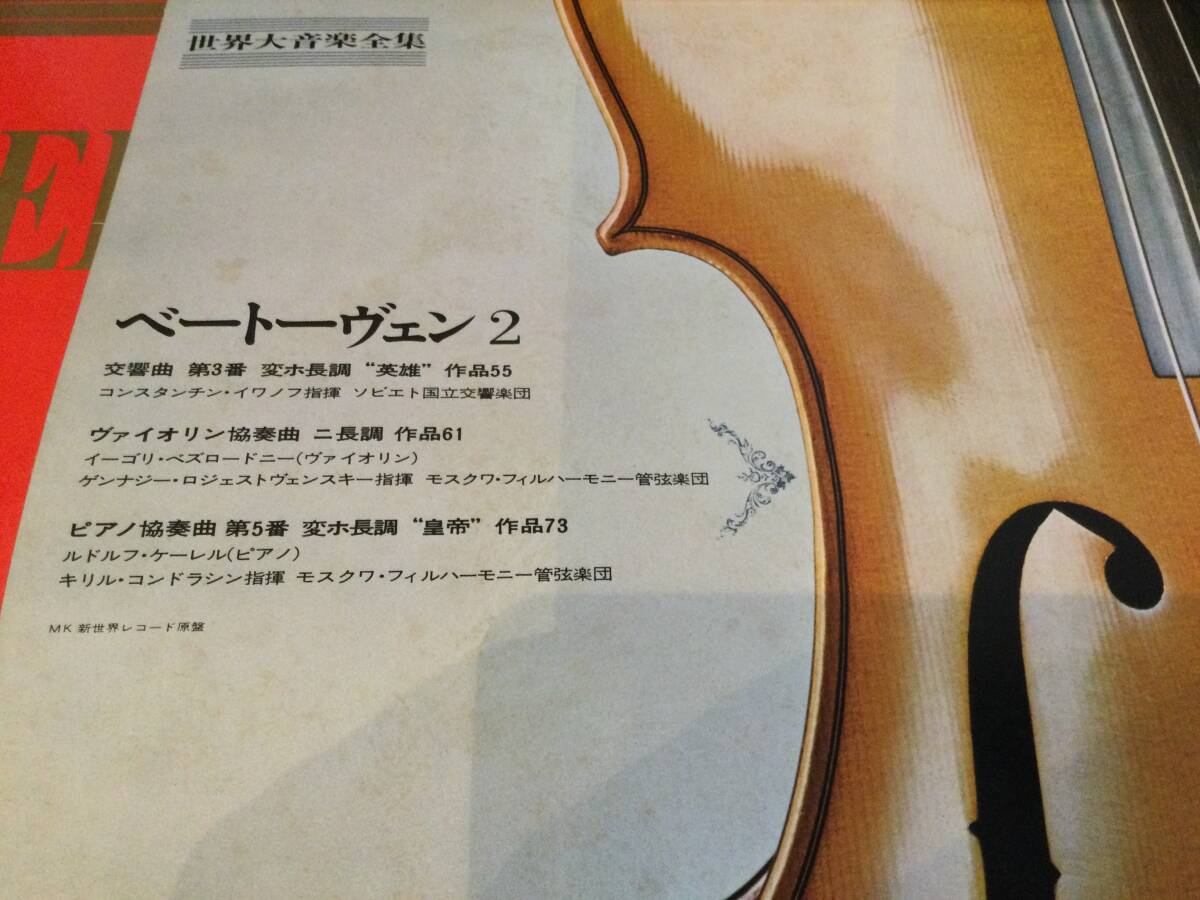 世界大音楽全集
ベートーヴェン 2
交響曲 第3番 変ホ長調 “英雄” 作品55
コンスタンチン・イワノフ指揮 ソビエト国立交響楽団
ヴァイオリン協奏曲 ニ長調 作品61
イーゴリ・ベズロードニー(ヴァイオリン)
ゲンナジー・ロジェストヴェンスキー指揮 モスクワ・フィルハーモニー管弦楽団
ピアノ協奏曲 第5番 変ホ長調 “皇帝” 作品73
ルドルフ・ケーレル(ピアノ)
キリル・コンドラシン指揮 モスクワ・フィルハーモニー管弦楽団
MK 新世界レコード原盤